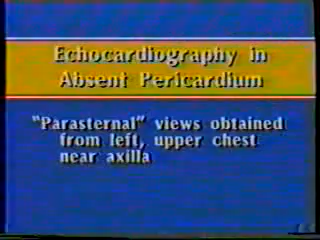 Echocardiography in
Absent Pericardium
"Parasternal" views obtained
from left, upper chest
near axilla